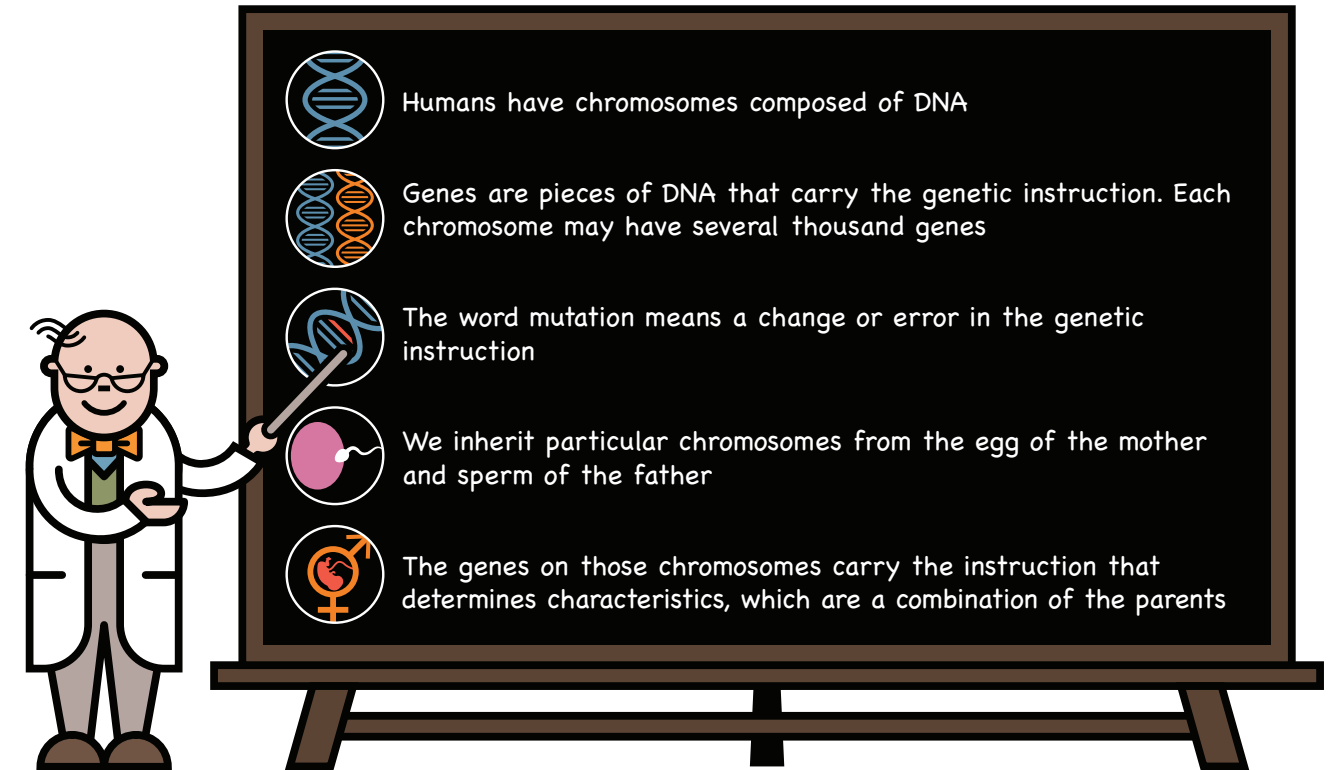 Humans have chromosomes composed of DNA
Genes are pieces of DNA that carry the genetic instruction. Each
chromosome may have several thousand genes
The word mutation means a change or error in the genetic
instruction
We inherit particular chromosomes from the egg of the mother
and sperm of the father
The genes on those chromosomes carry the instruction that
determines characteristics, which are a combination of the parents